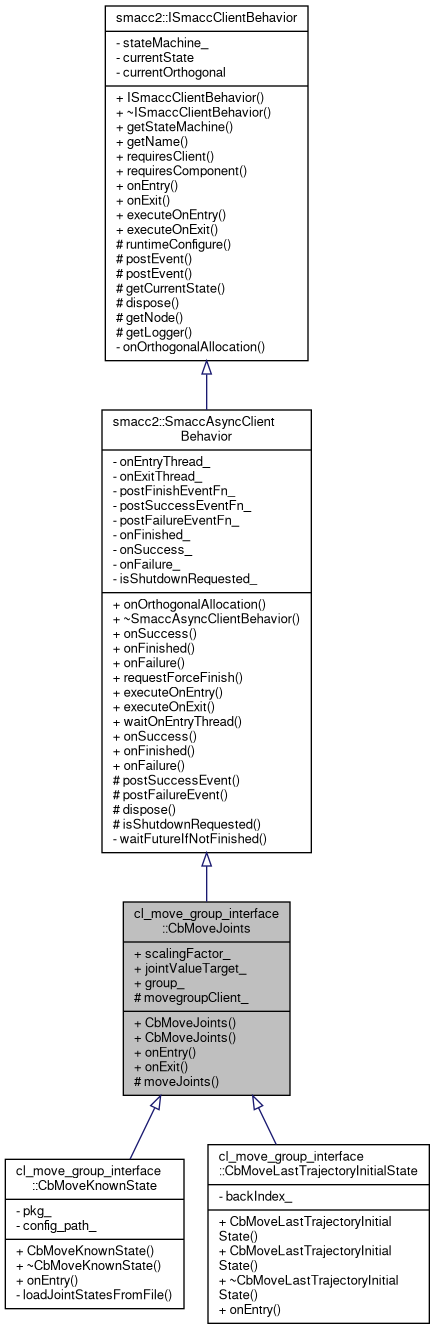 smacc2::ISmaccClientBehavior
- stateMachine_
- currentState
- currentOrthogonal
+ ISmaccClientBehavior()
+ ~ISmaccClientBehavior()
+ getStateMachine()
+ getName()
+ requiresClient()
+ requiresComponent()
+ onEntry()
+ onExit()
+ executeOnEntry()
+ executeOnExit()
# runtimeConfigure()
# postEvent()
# postEvent()
# getCurrentState()
# dispose()
# getNode()
# getLogger()
- onOrthogonalAllocation()
smacc2::SmaccAsyncClient
Behavior
- onEntryThread_
- onExitThread_
- postFinishEventFn_
- postSuccessEventFn_
- postFailureEventFn_
- onFinished_
- onSuccess_
- onFailure_
- isShutdownRequested_
+ onOrthogonalAllocation()
+ ~SmaccAsyncClientBehavior()
+ onSuccess()
+ onFinished()
+ onFailure()
+ requestForceFinish()
+ executeOnEntry()
+ executeOnExit()
+ waitOnEntryThread()
+ onSuccess()
+ onFinished()
+ onFailure()
# postSuccessEvent()
# postFailureEvent()
# dispose()
# isShutdownRequested()
- waitFutureIfNotFinished()
cl_move_group_interface
::CbMoveJoints
+ scalingFactor_
+ jointValueTarget_
+ group_
# movegroupClient_
+ CbMoveJoints()
+ CbMoveJoints()
+ onEntry()
+ onExit()
# moveJoints()
cl_move_group_interface
::CbMoveKnownState
- pkg_
- config_path_
+ CbMoveKnownState()
+ ~CbMoveKnownState()
+ onEntry()
- loadJointStatesFromFile()
cl_move_group_interface
::CbMoveLastTrajectoryInitialState
- backIndex_
+ CbMoveLastTrajectoryInitial
State()
+ CbMoveLastTrajectoryInitial
State()
+ ~CbMoveLastTrajectoryInitial
State()
+ onEntry()